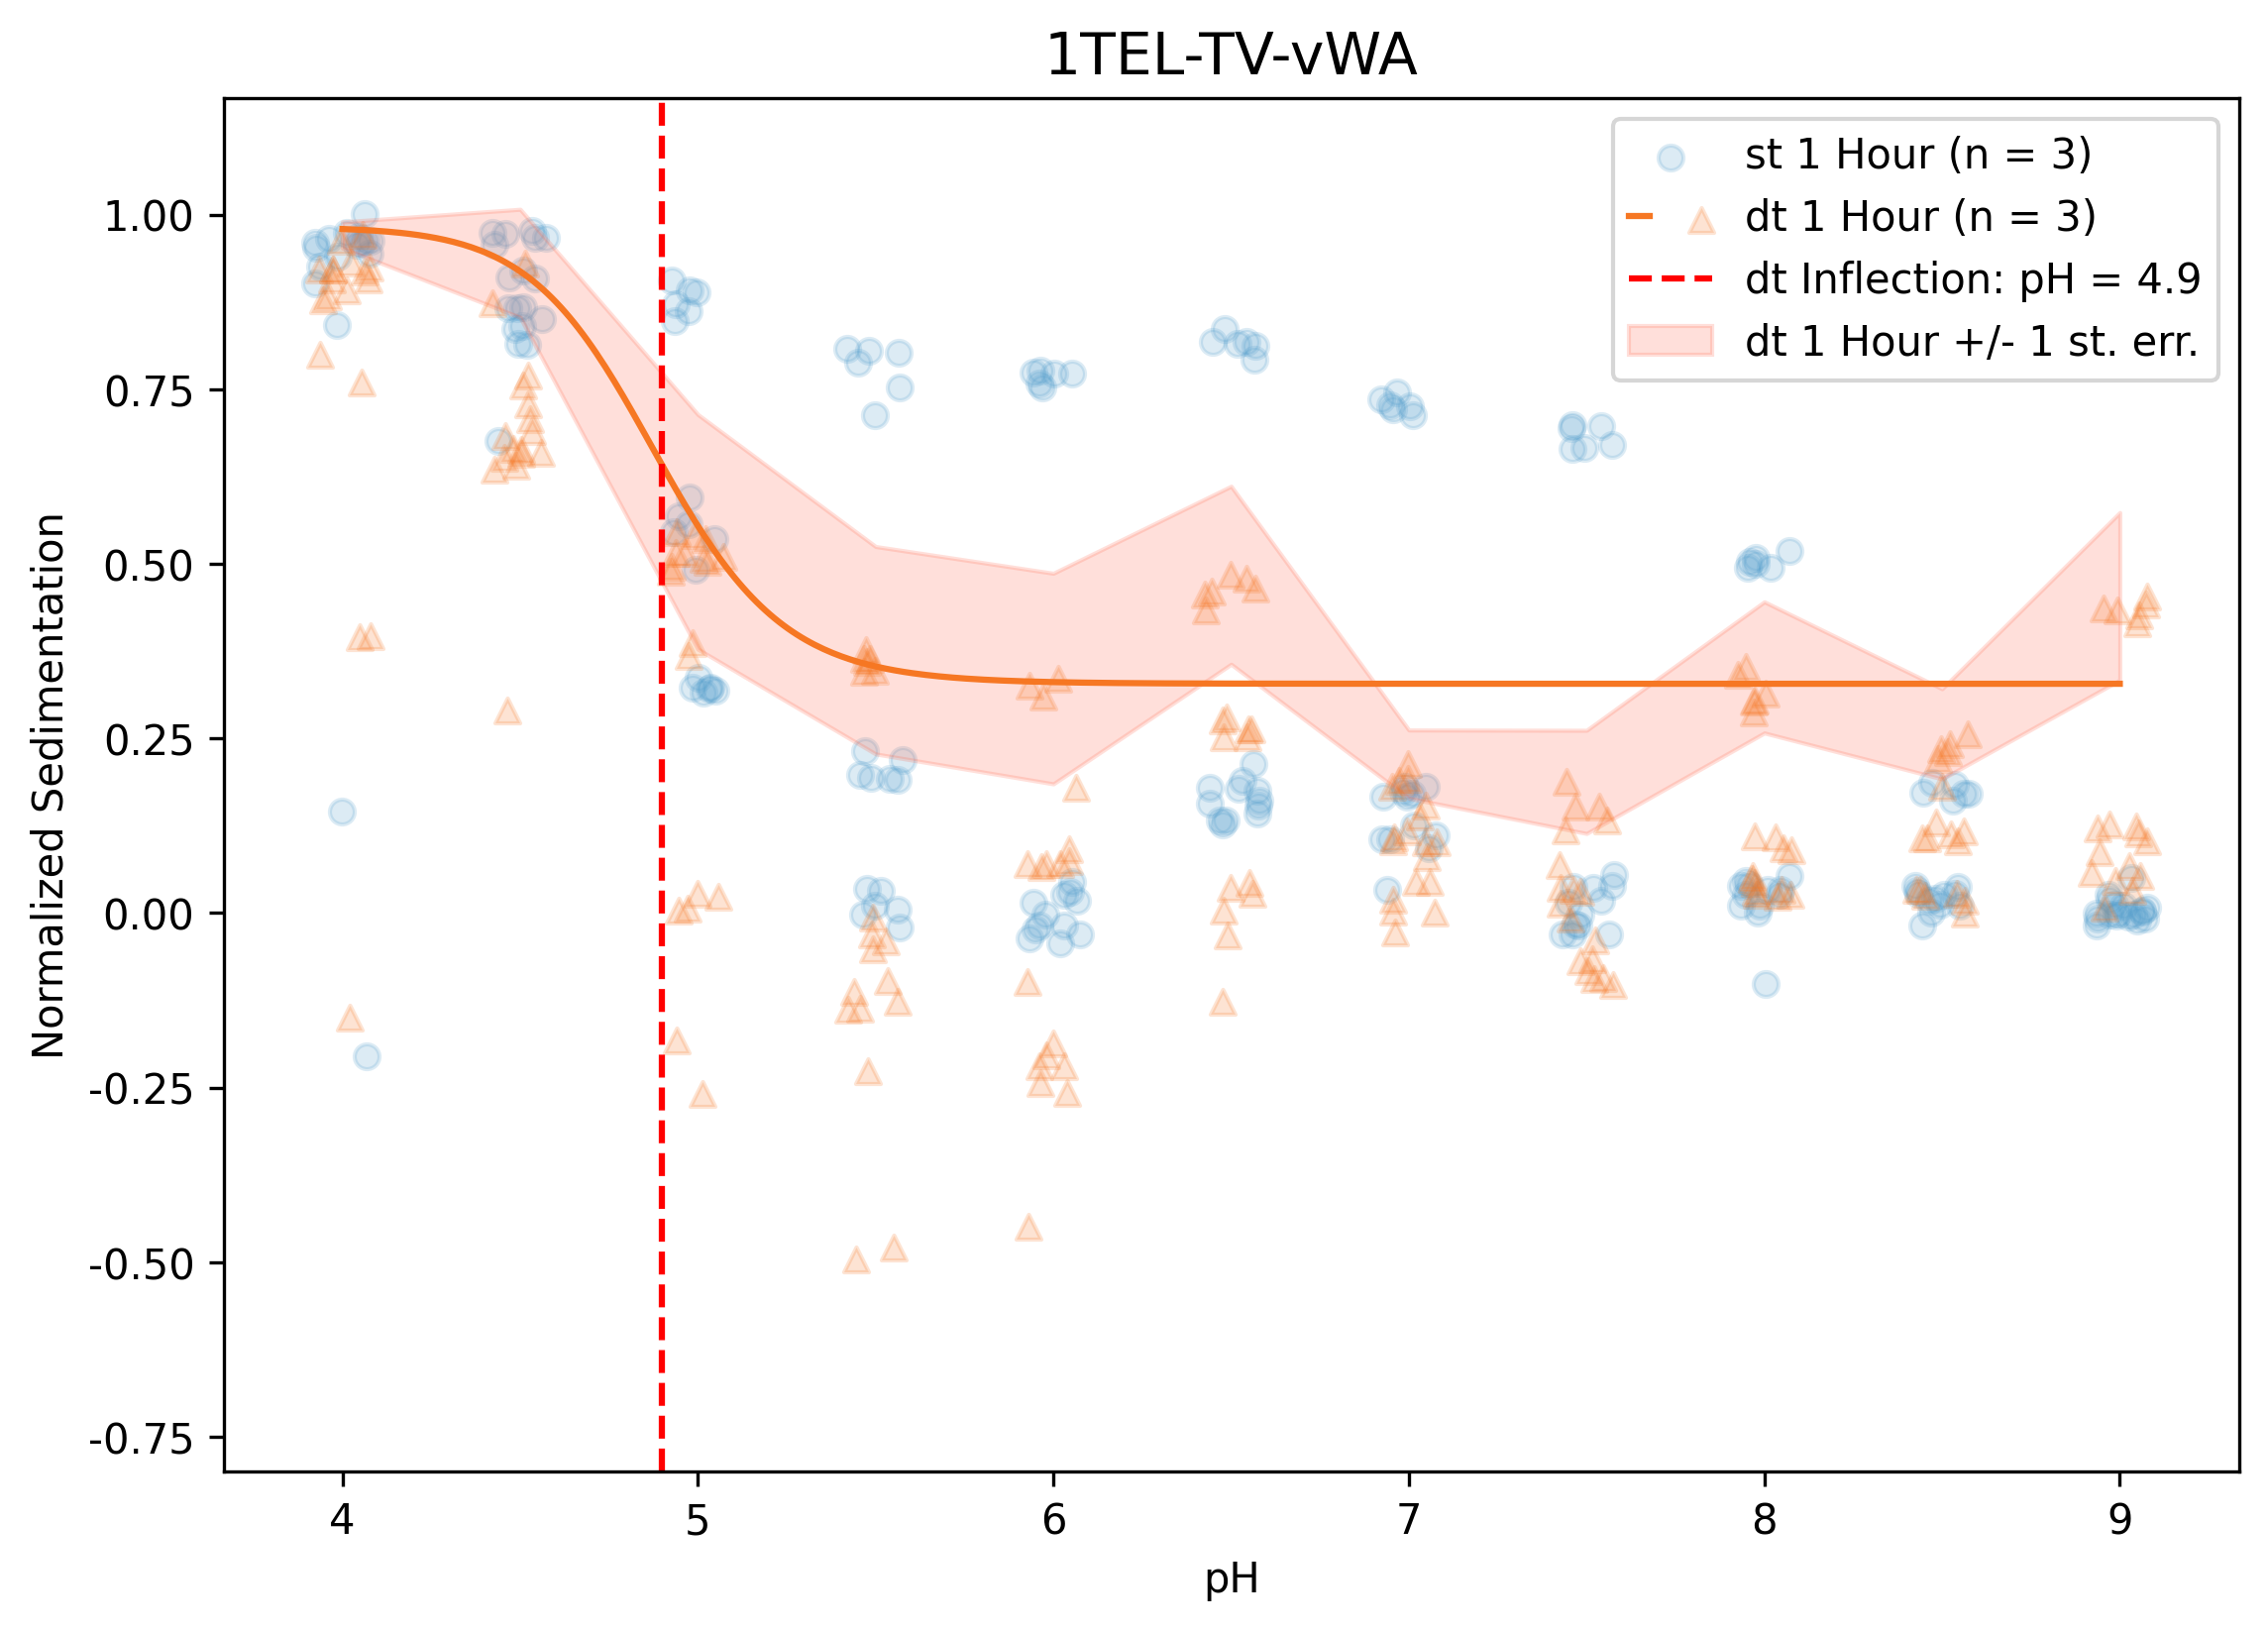 1TEL-TV-vWA
st 1 Hour (n = 3)
dt 1 Hour (n = 3)
dt Inflection: pH = 4.9
dt 1 Hour +/- 1 st. err.
Normalized Sedimentation
1.00
0.75
0.50
0.25
0.00
-0.25
-0.50
-0.75
4 5 6 7 8 9
pH